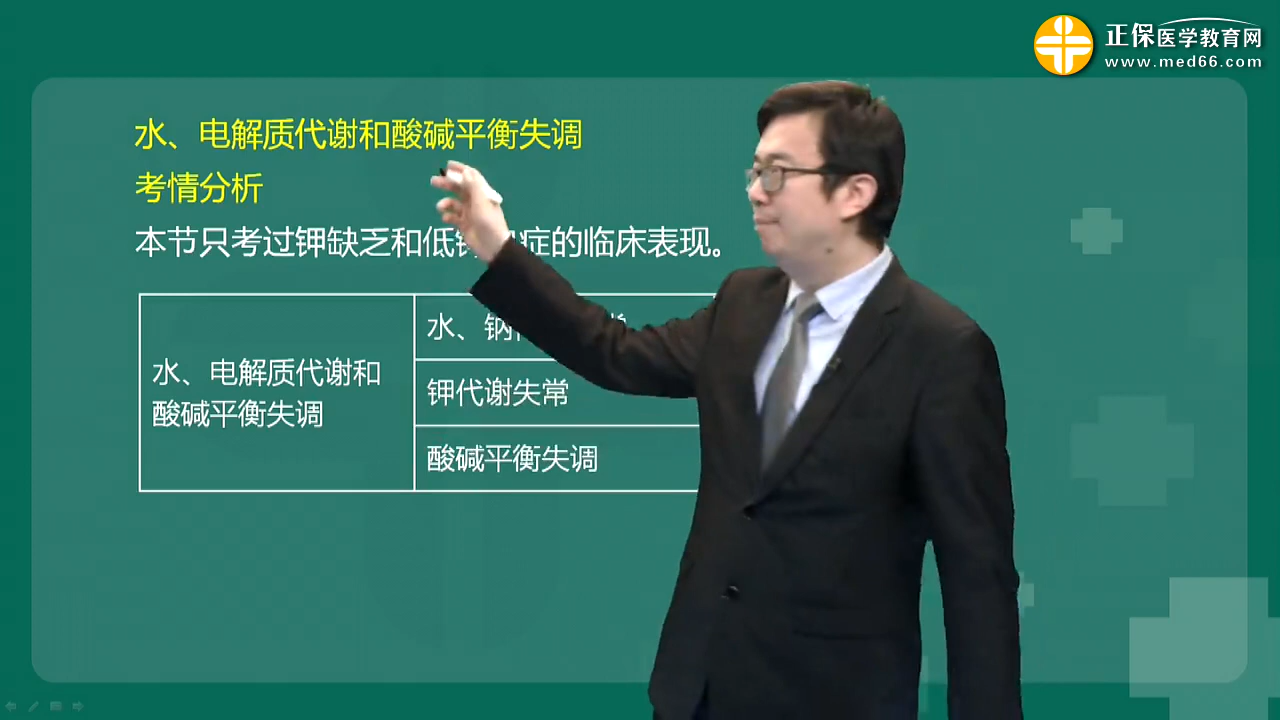 正保医学教育网
www.med66.com
水、电解质代谢和酸碱平衡失调
考情分析
本节只考过钾缺乏和低钾 症的临床表现。
水、电解质代谢和
酸碱平衡失调
水、钠
钾代谢失常
酸碱平衡失调